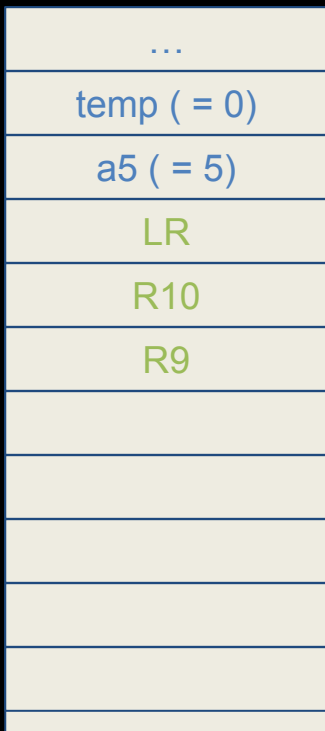 ...
temp ( = 0)
a5 ( = 5)
LR
R10
R9